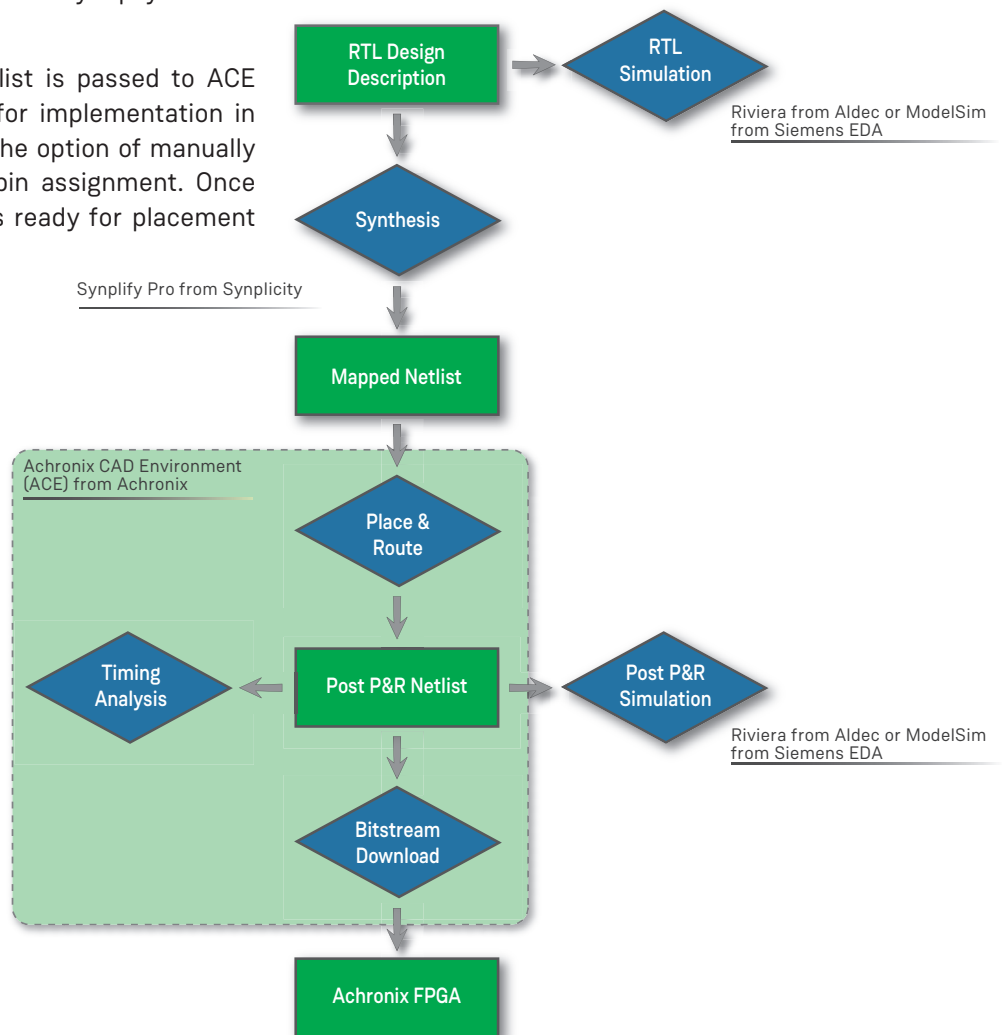 list is passed to ACE
for implementation in
he option of manually
pin assignment. Once
s ready for placement
RTL Design
Description
RTL
Simulation
Riviera from Aldec or ModelSim
from Siemens EDA
Synthesis
Synplify Pro from Synplicity
Mapped Netlist
Achronix CAD Environment
(ACE) from Achronix
Place &
Route
Timing
Analysis
Post P&R Netlist
Post P&R
Simulation
Riviera from Aldec or ModelSim
from Siemens EDA
Bitstream
Download
Achronix FPGA